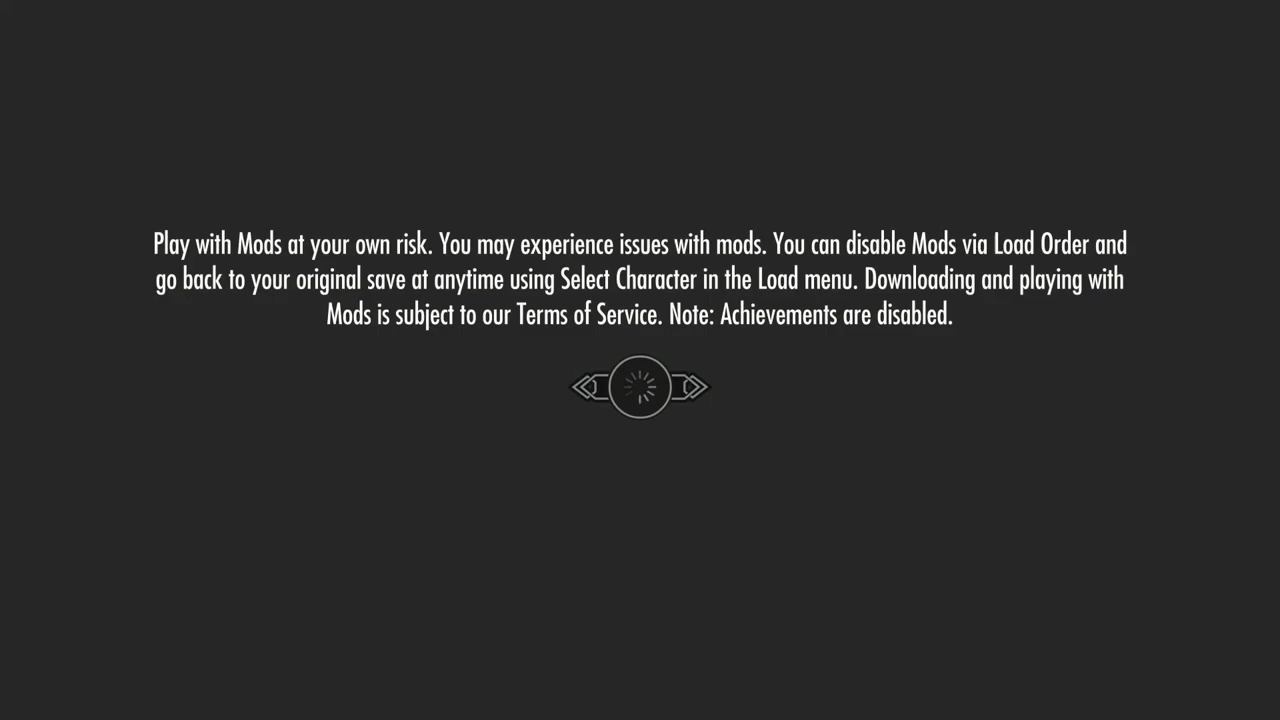 Play with Mods at your own risk. You may experience issues with mods. You can disable Mods via Load Order and
go back to your original save at anytime using Select Character in the Load menu. Downloading and playing with
Mods is subject to our Terms of Service. Note: Achievements are disabled.